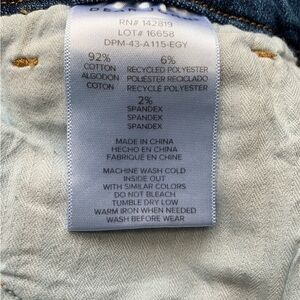 RN# 142819
LOT# 16658
DPM-43-A115-EGY
92% 6%
COTTON RECYCLED POLYESTER
ALGODON POLIESTER RECICLADO
COTON RECYCLÉ POLYESTER
2%
SPANDEX
SPANDEX
SPANDEX
MADE IN CHINA
HECHO EN CHINA
FABRIQUE EN CHINE
MACHINE WASH COLD
INSIDE OUT
WITH SIMILAR COLORS
DO NOT BLEACH
TUMBLE DRY LOW
WARM IRON WHEN NEEDED
WASH BEFORE WEAR